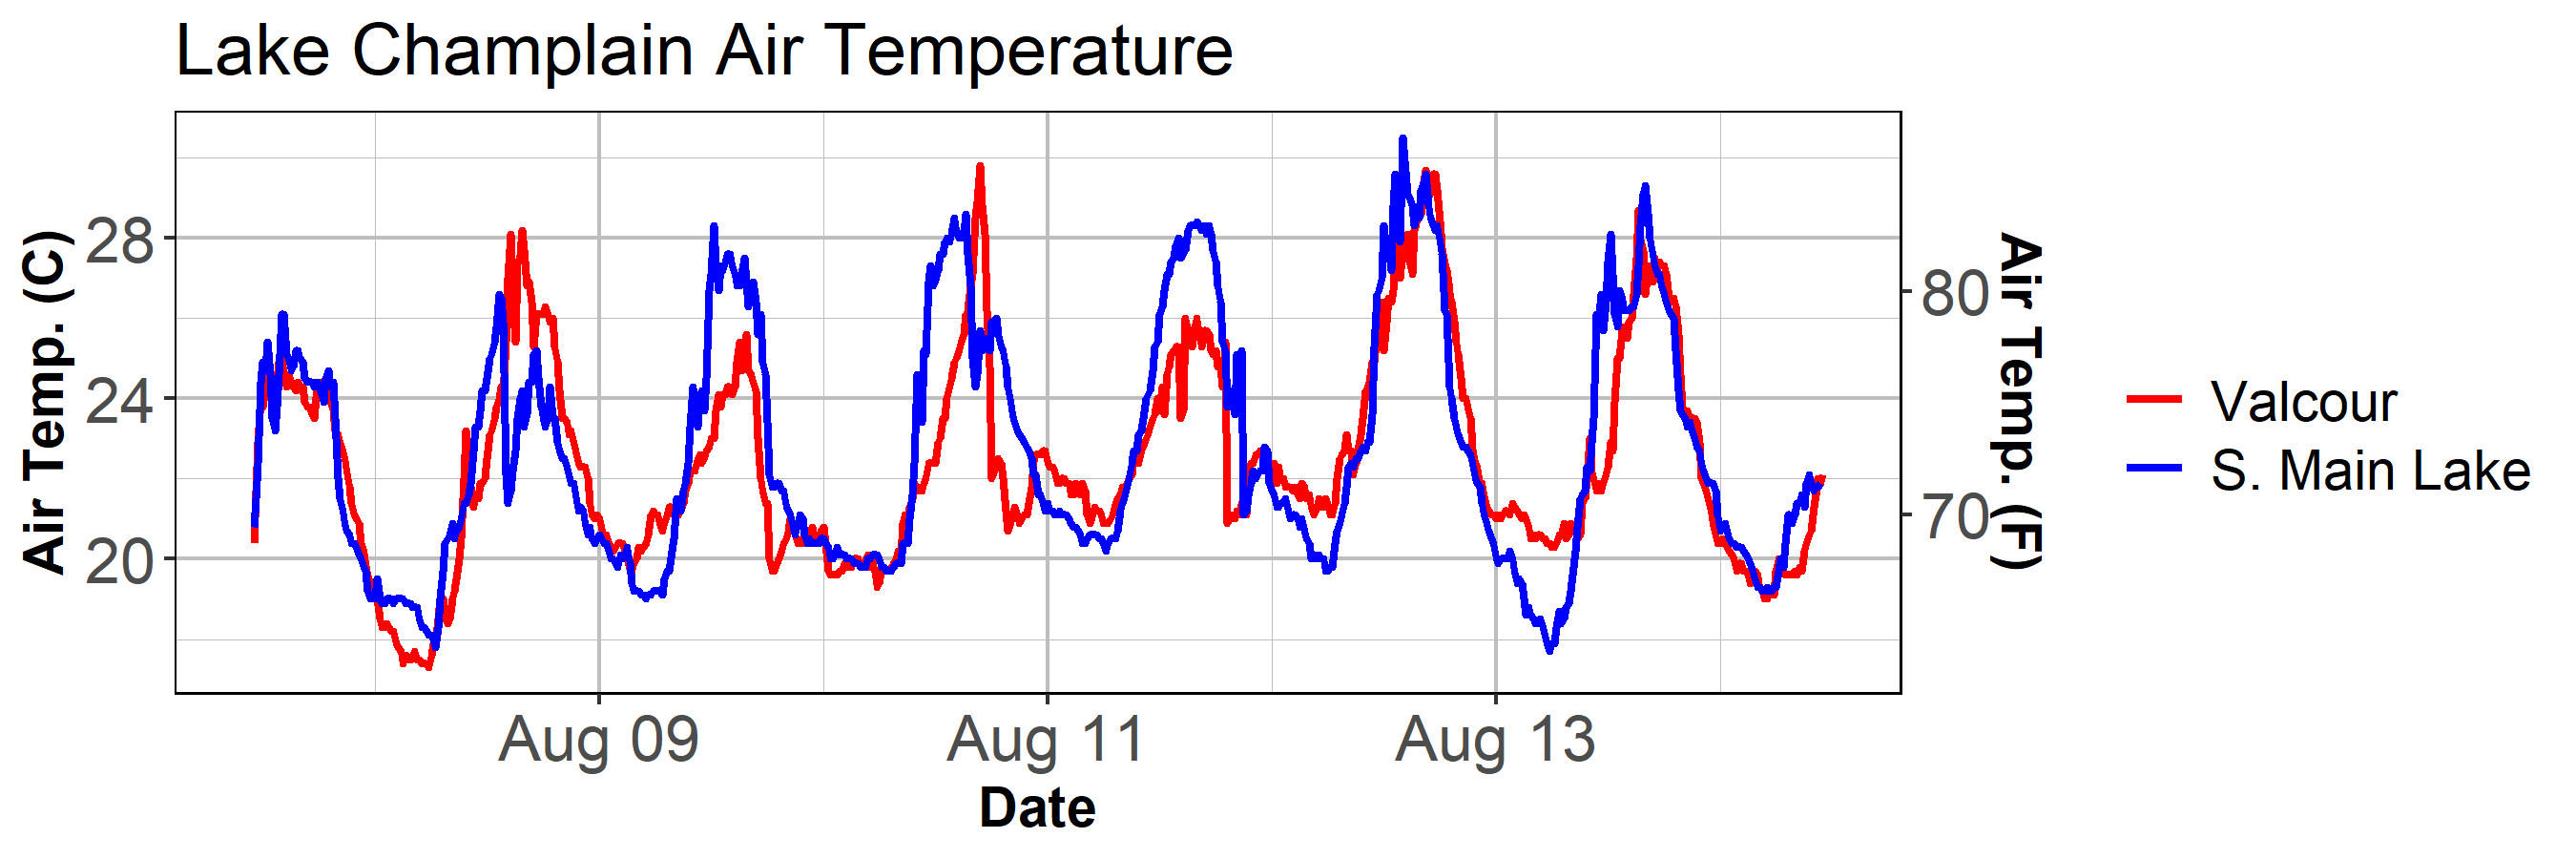 Lake Champlain Air Temperature
Air Temp. (C)
28
24
20
80
70
Air Temp. (F)
Valcour
S. Main Lake
Aug 09
Aug 11
Aug 13
Date